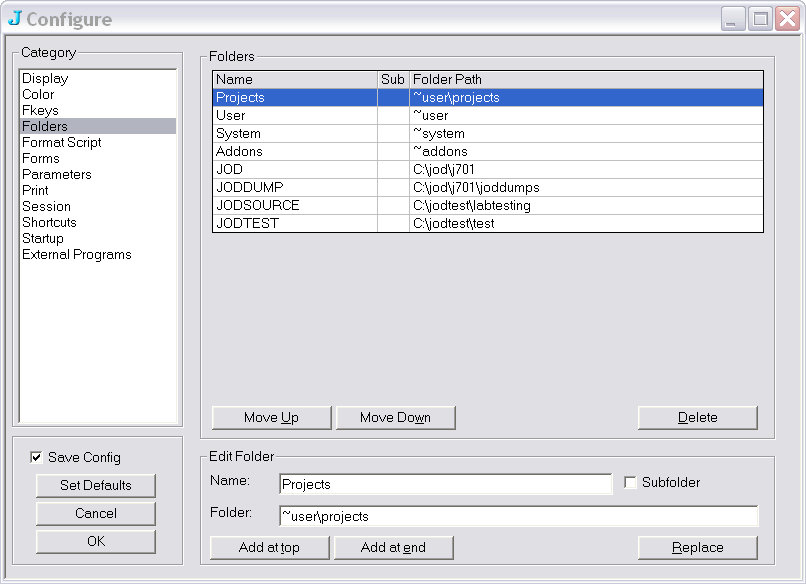 J Configure
Category
Display
Color
Fkeys
Folders
Format Script
Forms
Parameters
Print
Session
Shortcuts
Startup
External Programs
Save Config
Set Defaults
Cancel
OK
Folders
Name Sub Folder Path
Projects ~user\projects
User ~user
System ~system
Addons ~addons
JOD C:\jod\j701
JODDUMP C:\jod\j701\joddumps
JODSOURCE C:\jodtest\labtesting
JODTEST C:\jodtest\test
Move Up Move Down Delete
Edit Folder
Name: Projects Subfolder
Folder: ~user\projects
Add at top Add at end Replace